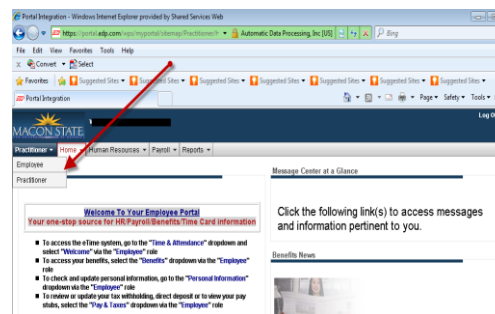 Portal Integration - Windows Internet Explorer provided by Shared Services Web
https://portal.adp.com/wps/myportal/sitemap/Practitioner/H
Automatic Data Processing, Inc [US]
Bing
File Edit View Favorites Tools Help
x Convert Select
Favorites Suggested Sites Suggested Sites Suggested Sites Suggested Sites Suggested Sites Suggested Sites
Portal Integration
Page Safety Tools
Log O
MACON STATE
Practitioner Home Human Resources Payroll Reports
Employee
Practitioner
Message Center at a Glance
Welcome To Your Employee Portal
Your one-stop source for HR/Payroll/Benefits/Time Card information
Click the following link(s) to access messages
and information pertinent to you.
To access the eTime system, go to the "Time & Attendance" dropdown and
select "Welcome" via the "Employee" role
To access your benefits, select the "Benefits" dropdown via the "Employee"
role
To check and update personal information, go to the "Personal Information"
dropdown via the "Employee" role
To review or update your tax withholding, direct deposit or to view your pay
stubs, select the "Pay & Taxes" dropdown via the "Employee" role
Benefits News